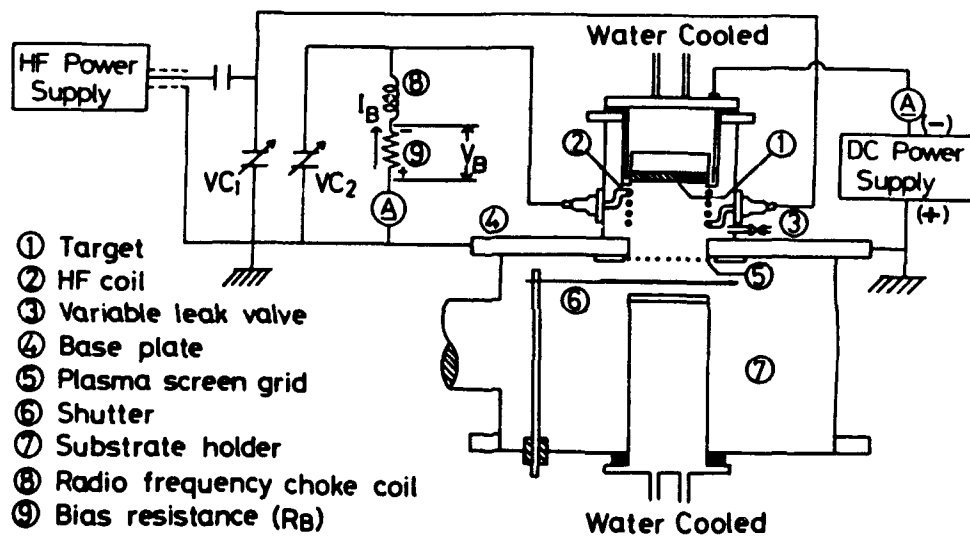 Water Cooled
HF Power
Supply
⑧
I_B
-
⑨
+
V_B
VC₁
VC₂
A
②
①
A
(-)
DC Power
Supply
(+)
④
③
⑤
⑥
⑦
① Target
② HF coil
③ Variable leak valve
④ Base plate
⑤ Plasma screen grid
⑥ Shutter
⑦ Substrate holder
⑧ Radio frequency choke coil
⑨ Bias resistance (RB)
Water Cooled